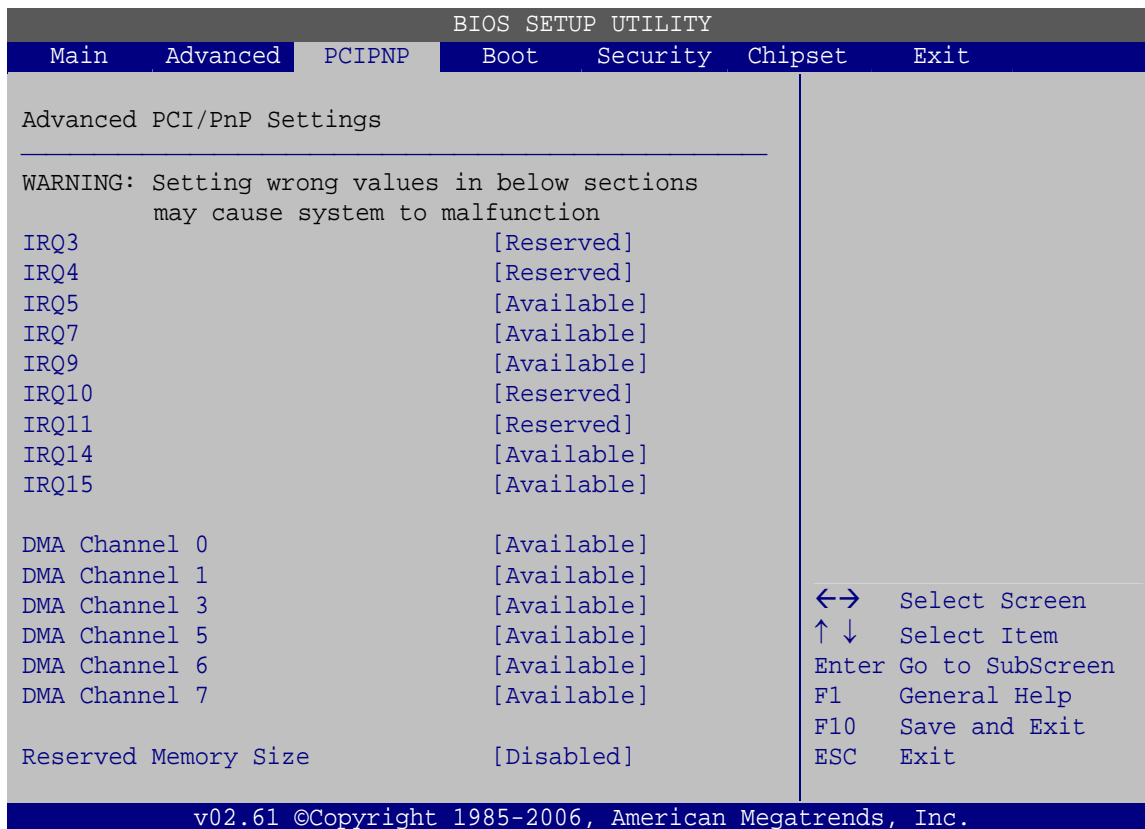 BIOS SETUP UTILITY
Main Advanced PCIPNP Boot Security Chipset Exit
Advanced PCI/PnP Settings
WARNING: Setting wrong values in below sections
may cause system to malfunction
IRQ3 [Reserved]
IRQ4 [Reserved]
IRQ5 [Available]
IRQ7 [Available]
IRQ9 [Available]
IRQ10 [Reserved]
IRQ11 [Reserved]
IRQ14 [Available]
IRQ15 [Available]
DMA Channel 0 [Available]
DMA Channel 1 [Available]
DMA Channel 3 [Available]
DMA Channel 5 [Available]
DMA Channel 6 [Available]
DMA Channel 7 [Available]
Reserved Memory Size [Disabled]
←→ Select Screen
↑ ↓ Select Item
Enter Go to SubScreen
F1 General Help
F10 Save and Exit
ESC Exit
v02.61 ©Copyright 1985-2006, American Megatrends, Inc.